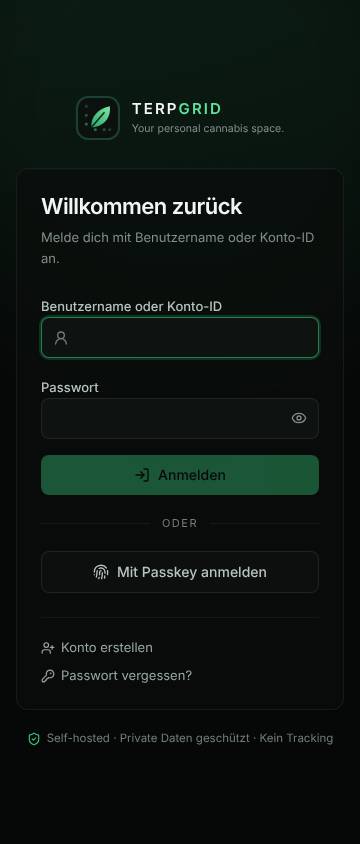 TERPGRID
Your personal cannabis space.
Willkommen zurück
Melde dich mit Benutzername oder Konto-ID
an.
Benutzername oder Konto-ID
Passwort
Anmelden
ODER
Mit Passkey anmelden
Konto erstellen
Passwort vergessen?
Self-hosted · Private Daten geschützt · Kein Tracking